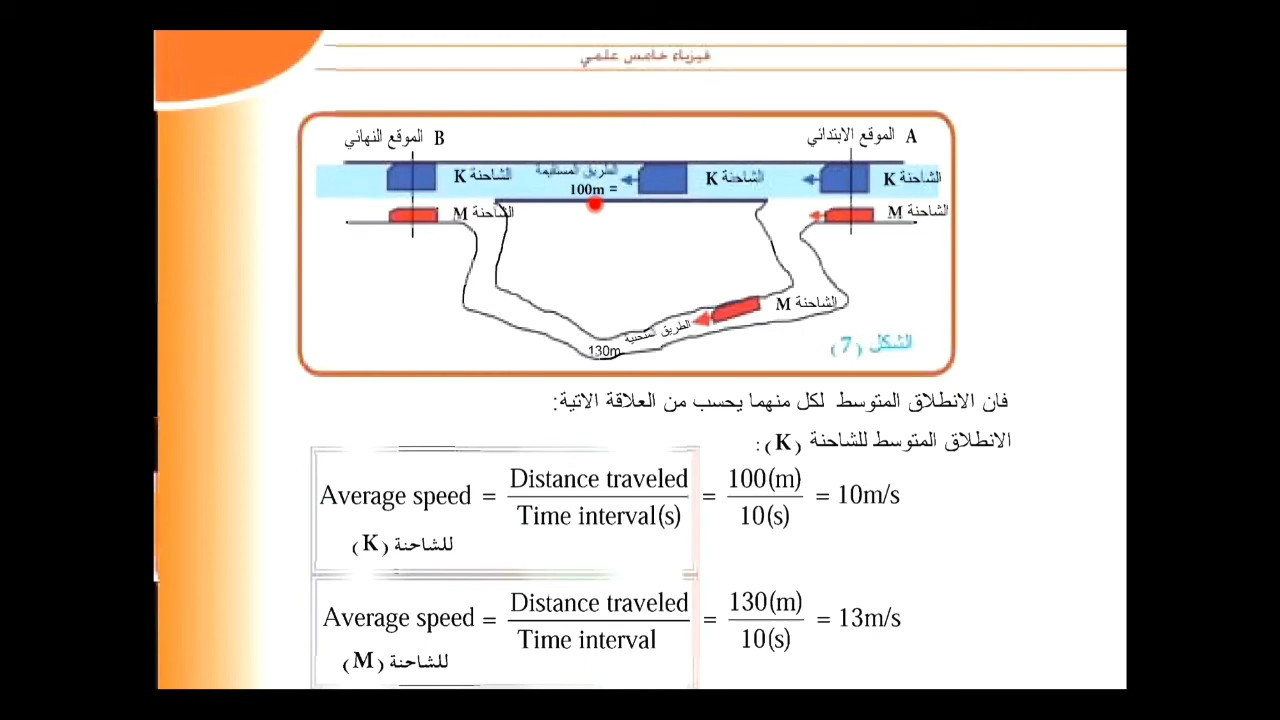 فيزياء خامس علمي
A الموقع الابتدائي
B الموقع النهائي
الشاحنة K
الشاحنة K
الطريق المستقيمة
= 100m
الشاحنة K
الشاحنة M
الشاحنة M
الشاحنة M
الطريق المنحنية
130m
الشكل (7)
فان الانطلاق المتوسط لكل منهما يحسب من العلاقة الاتية:
الانطلاق المتوسط للشاحنة (K):
Average speed = Distance traveled / Time interval(s) = 100(m) / 10(s) = 10m/s
للشاحنة (K)
Average speed = Distance traveled / Time interval = 130(m) / 10(s) = 13m/s
للشاحنة (M)